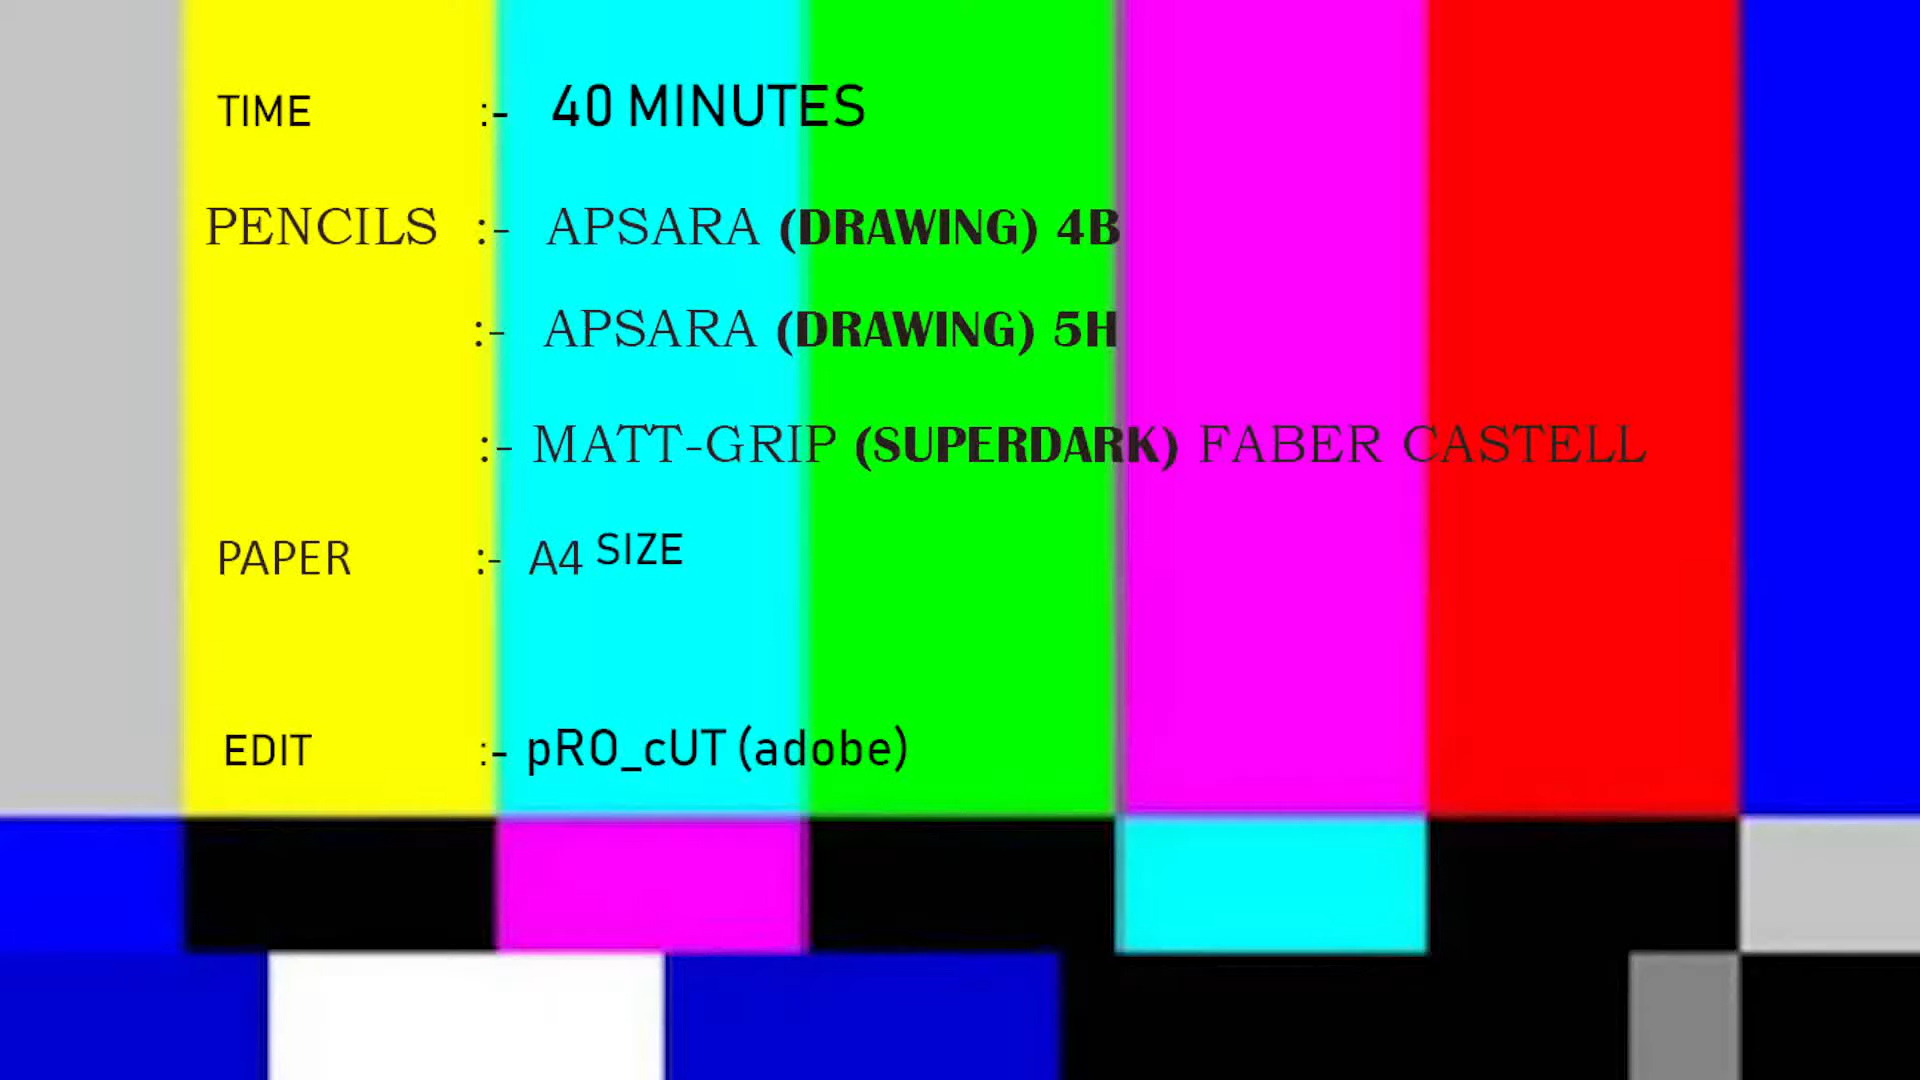 TIME :- 40 MINUTES
PENCILS :- APSARA (DRAWING) 4B
:- APSARA (DRAWING) 5H
:- MATT-GRIP (SUPERDARK) FABER CASTELL
PAPER :- A4 SIZE
EDIT :- pRO_cUT (adobe)